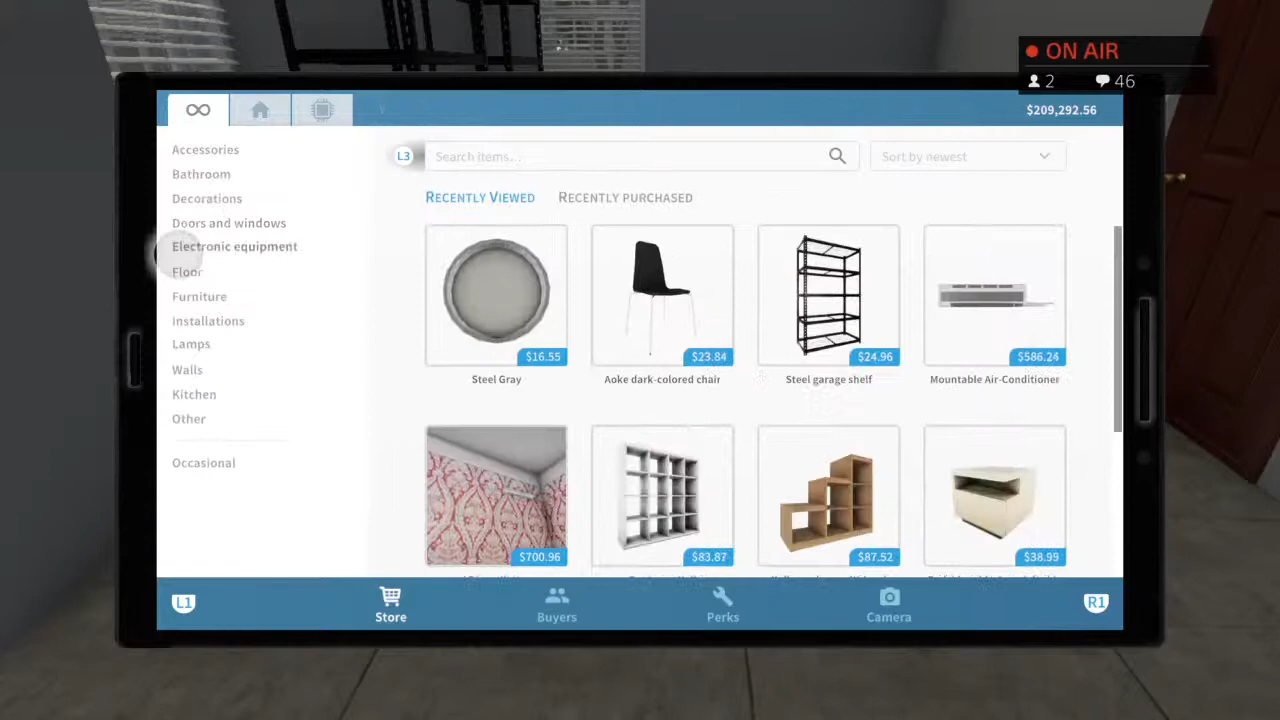 ON AIR
2 46
$209,292.56
Accessories
Bathroom
Decorations
Doors and windows
Electronic equipment
Floor
Furniture
Installations
Lamps
Walls
Kitchen
Other
Occasional
L3
Search items...
Sort by newest
RECENTLY VIEWED RECENTLY PURCHASED
$16.55 $23.84 $24.96 $586.24
Steel Gray Aoke dark-colored chair Steel garage shelf Mountable Air-Conditioner
$700.96 $83.87 $87.52 $38.99
L1 Store Buyers Perks Camera R1